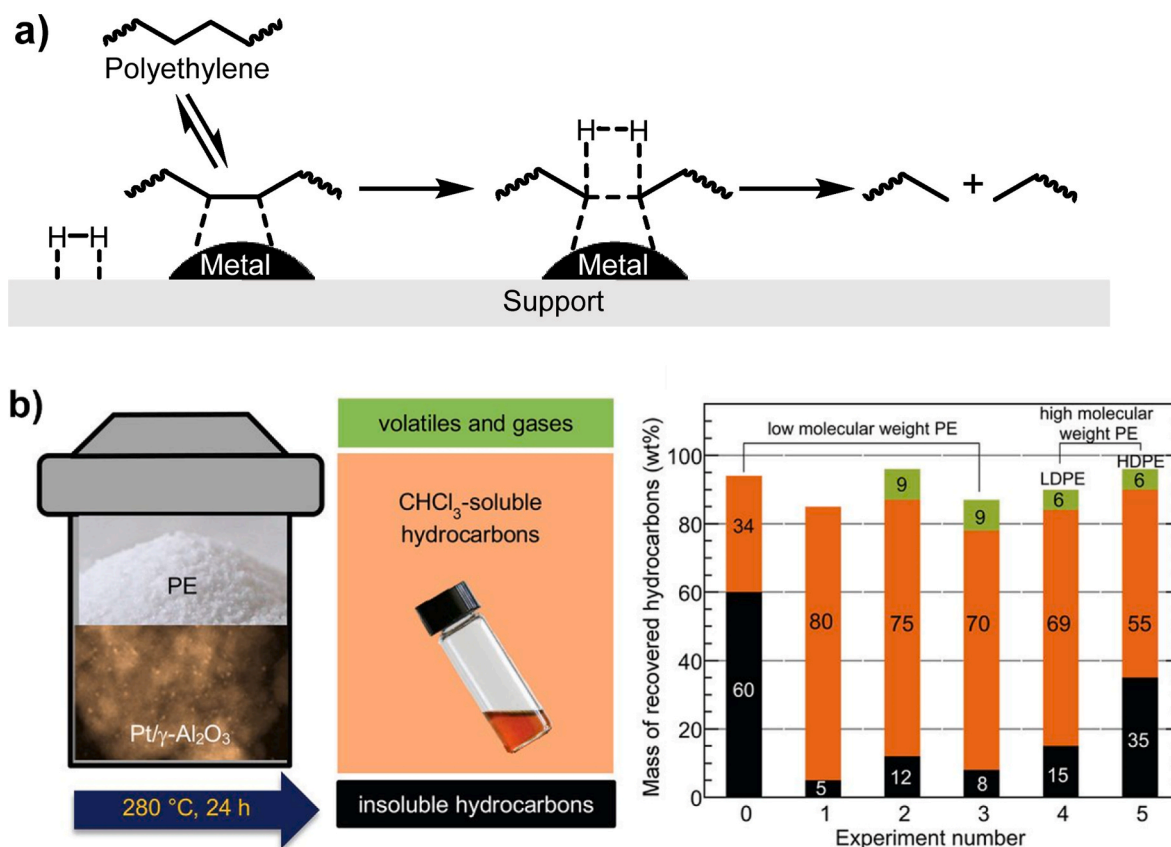 a)
Polyethylene
H H
H H
Metal
Metal
+
Support
b)
volatiles and gases
CHCl3-soluble
hydrocarbons
PE
Pt/γ-Al2O3
280 °C, 24 h
insoluble hydrocarbons
Mass of recovered hydrocarbons (wt%)
high molecular
weight PE
low molecular weight PE
LDPE
HDPE
100
80
60
40
20
0
34
60
80
5
9
75
12
9
70
8
6
69
15
6
55
35
0 1 2 3 4 5
Experiment number